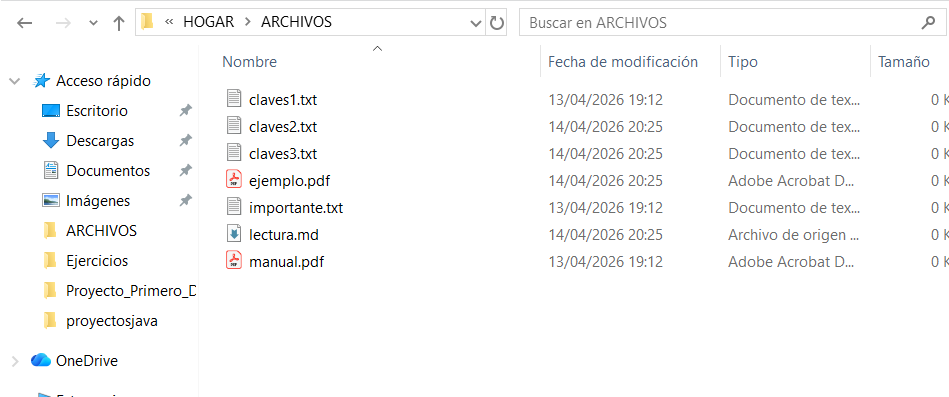 « HOGAR > ARCHIVOS
Buscar en ARCHIVOS
Acceso rápido
Escritorio
Descargas
Documentos
Imágenes
ARCHIVOS
Ejercicios
Proyecto_Primero_D
proyectosjava
OneDrive
Nombre Fecha de modificación Tipo Tamaño
claves1.txt 13/04/2026 19:12 Documento de tex... 0 K
claves2.txt 14/04/2026 20:25 Documento de tex... 0 K
claves3.txt 14/04/2026 20:25 Documento de tex... 0 K
ejemplo.pdf 14/04/2026 20:25 Adobe Acrobat D... 0 K
importante.txt 13/04/2026 19:12 Documento de tex... 0 K
lectura.md 14/04/2026 20:25 Archivo de origen ... 0 K
manual.pdf 13/04/2026 19:12 Adobe Acrobat D... 0 K